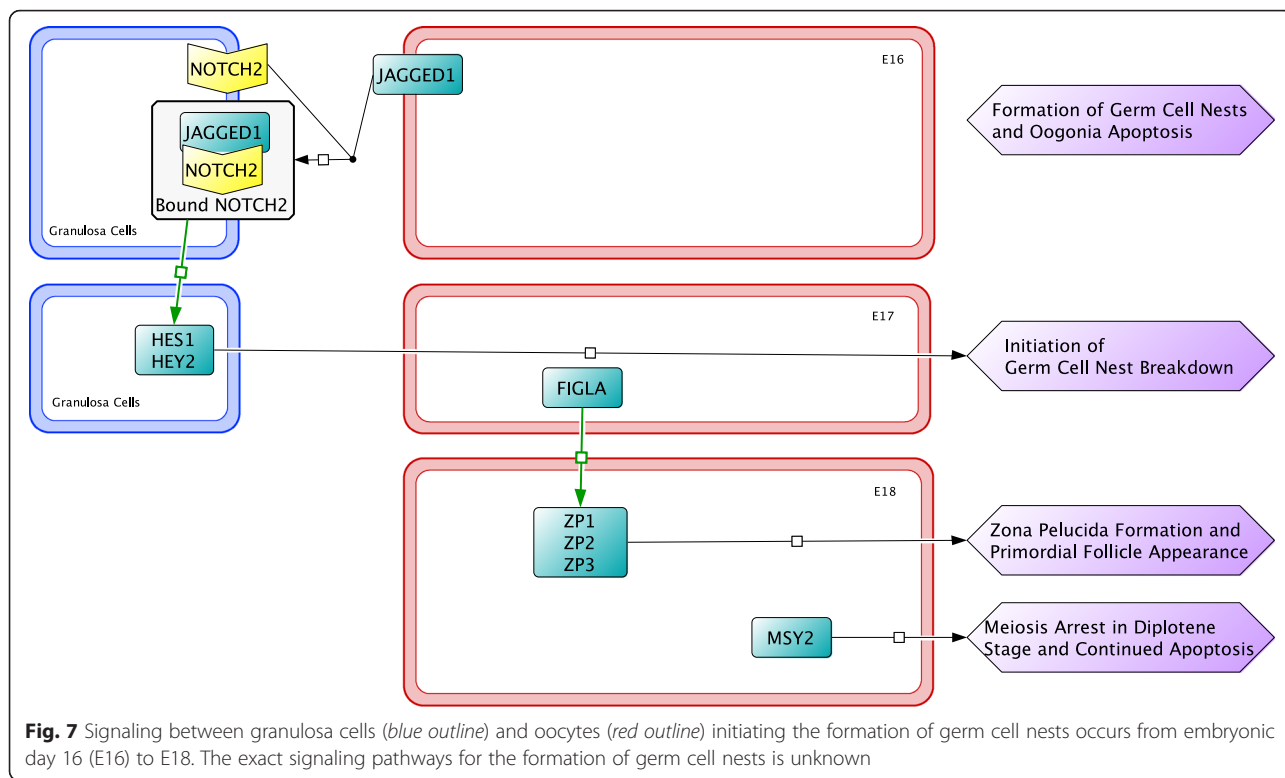 NOTCH2
JAGGED1
E16
JAGGED1
NOTCH2
Bound NOTCH2
Granulosa Cells
Formation of Germ Cell Nests
and Oogonia Apoptosis
HES1
HEY2
Granulosa Cells
E17
FIGLA
Initiation of
Germ Cell Nest Breakdown
E18
ZP1
ZP2
ZP3
Zona Pelucida Formation and
Primordial Follicle Appearance
MSY2
Meiosis Arrest in Diplotene
Stage and Continued Apoptosis
Fig. 7 Signaling between granulosa cells (blue outline) and oocytes (red outline) initiating the formation of germ cell nests occurs from embryonic
day 16 (E16) to E18. The exact signaling pathways for the formation of germ cell nests is unknown